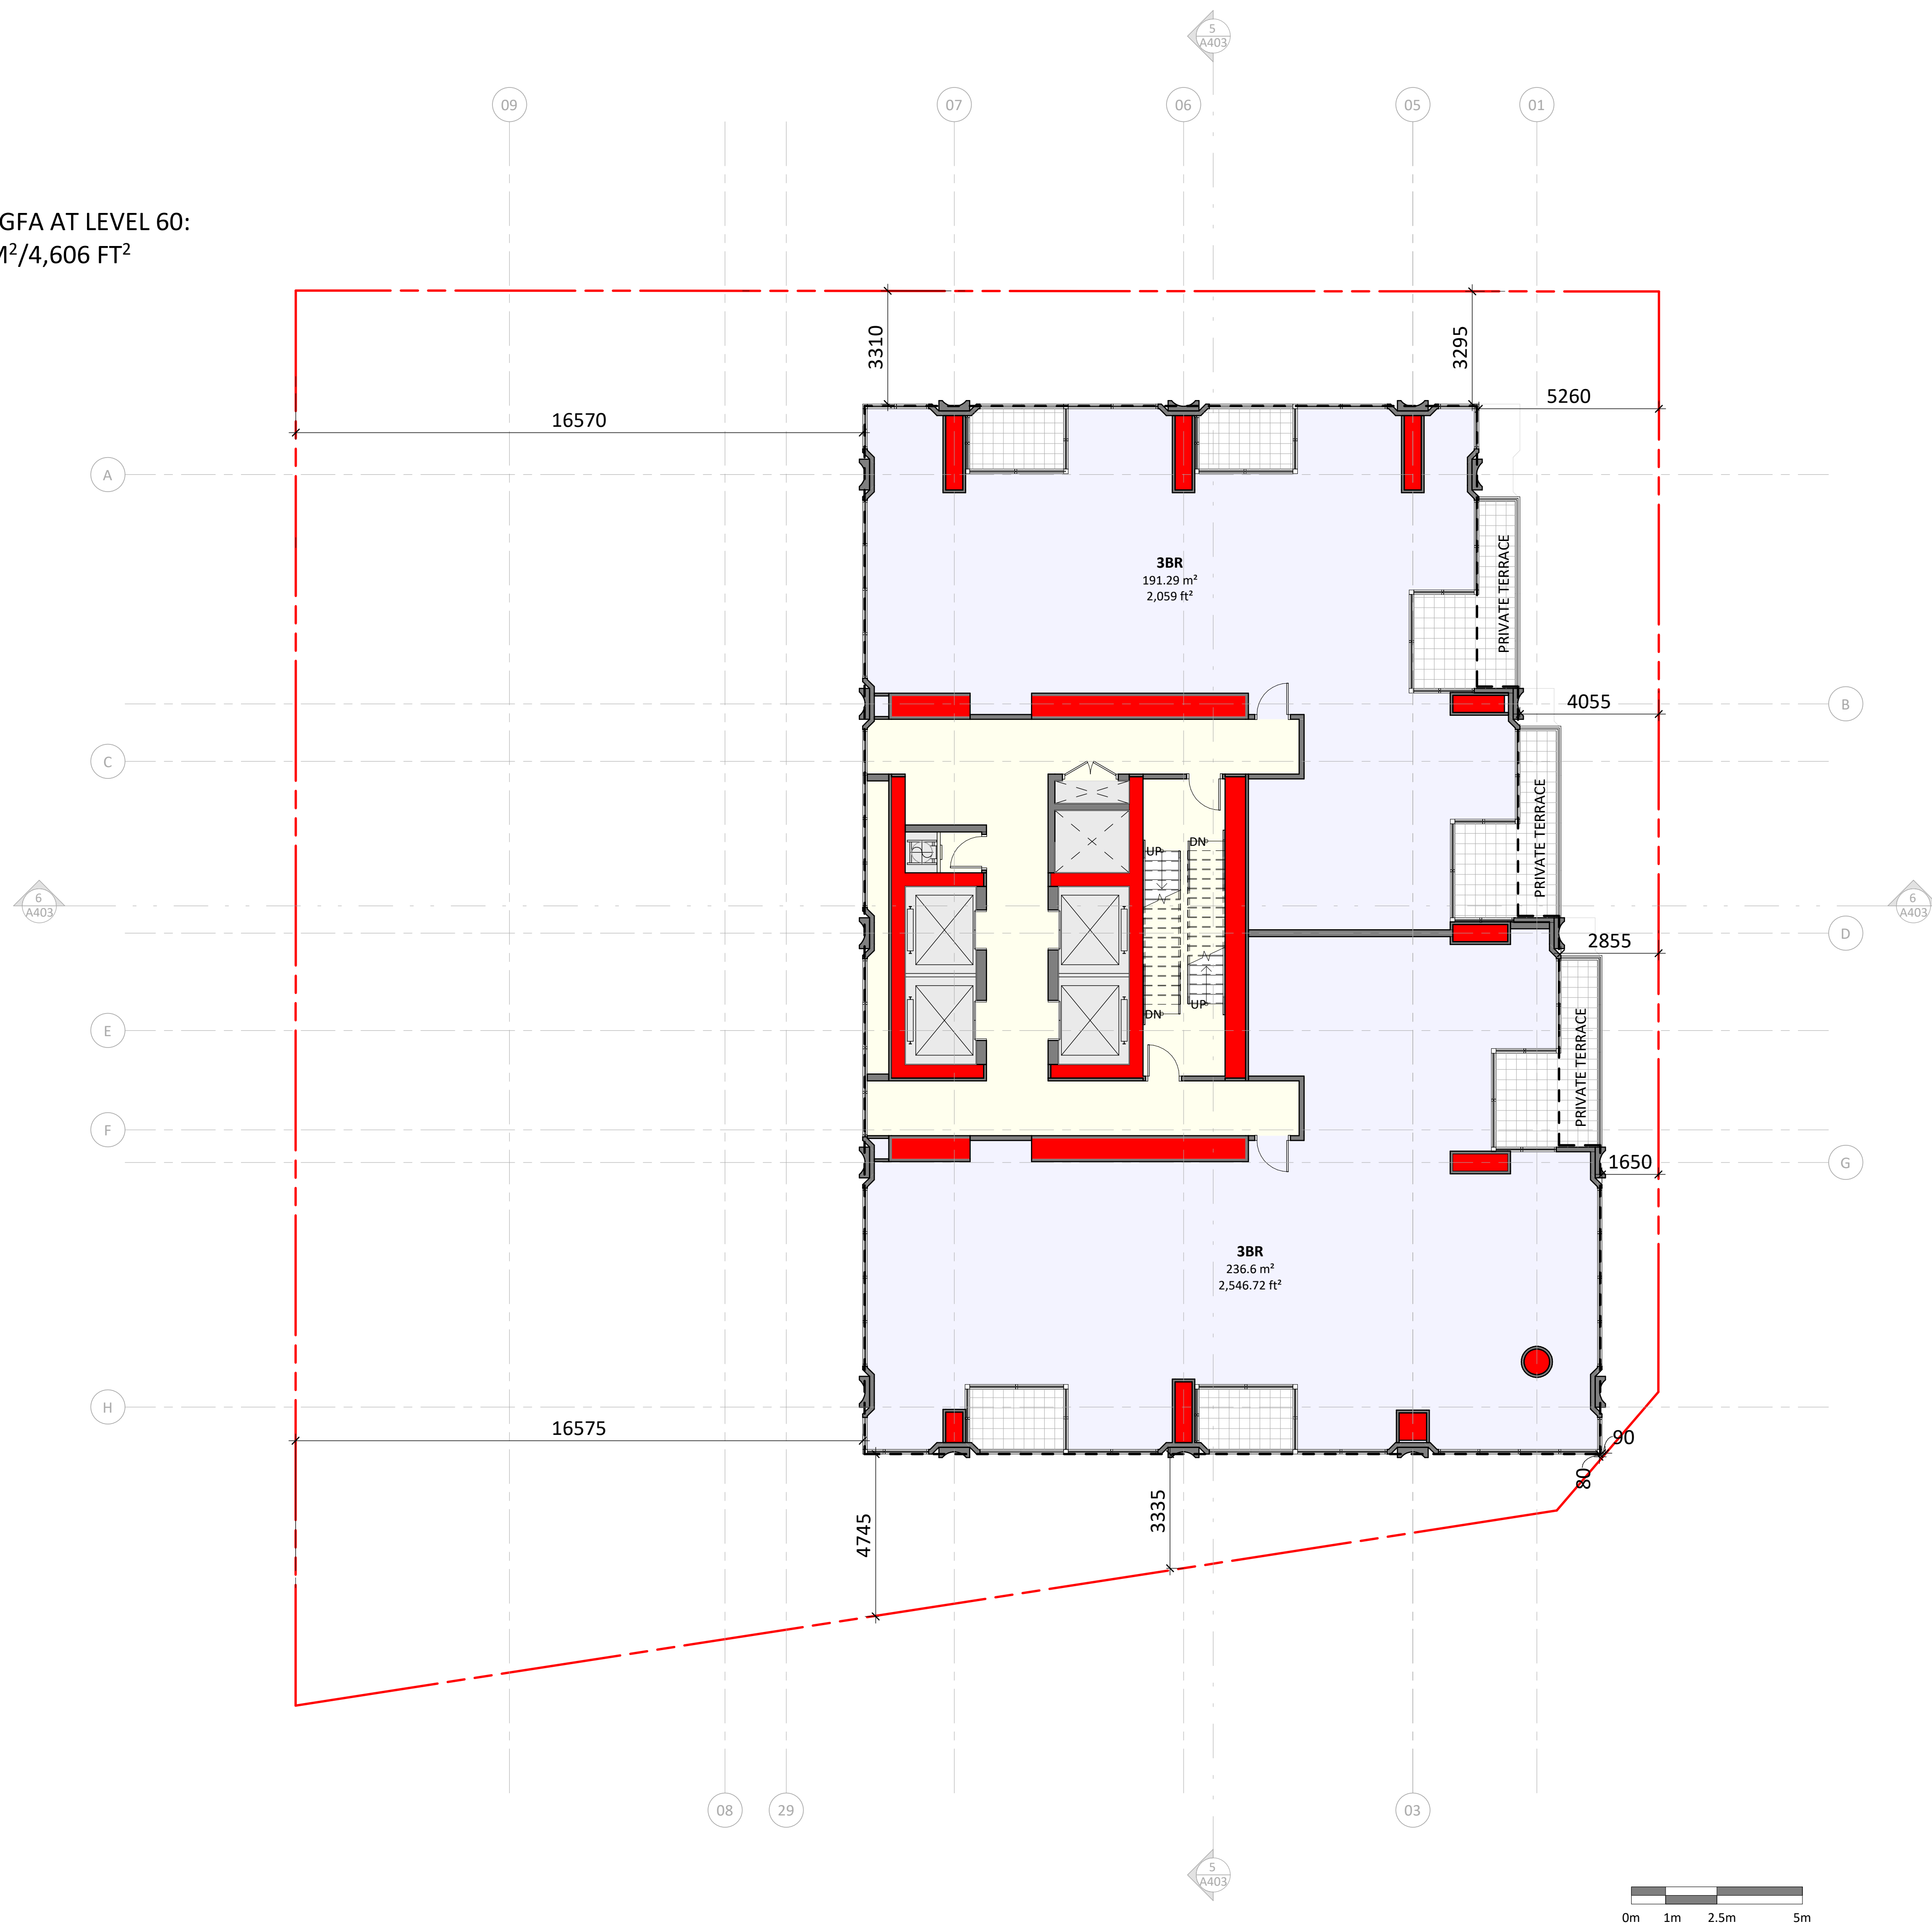 5
A403
09
07
06
05
01
GFA AT LEVEL 60:
M²/4,606 FT²
3310
3295
5260
16570
A
3BR
191.29 m²
2,059 ft²
PRIVATE TERRACE
4055
B
C
PRIVATE TERRACE
UP
DN
6
A403
6
A403
D
2855
DN
UP
E
PRIVATE TERRACE
F
G
1650
3BR
236.6 m²
2,546.72 ft²
H
16575
90
80
4745
3335
08
29
03
5
A403
0m 1m 2.5m 5m